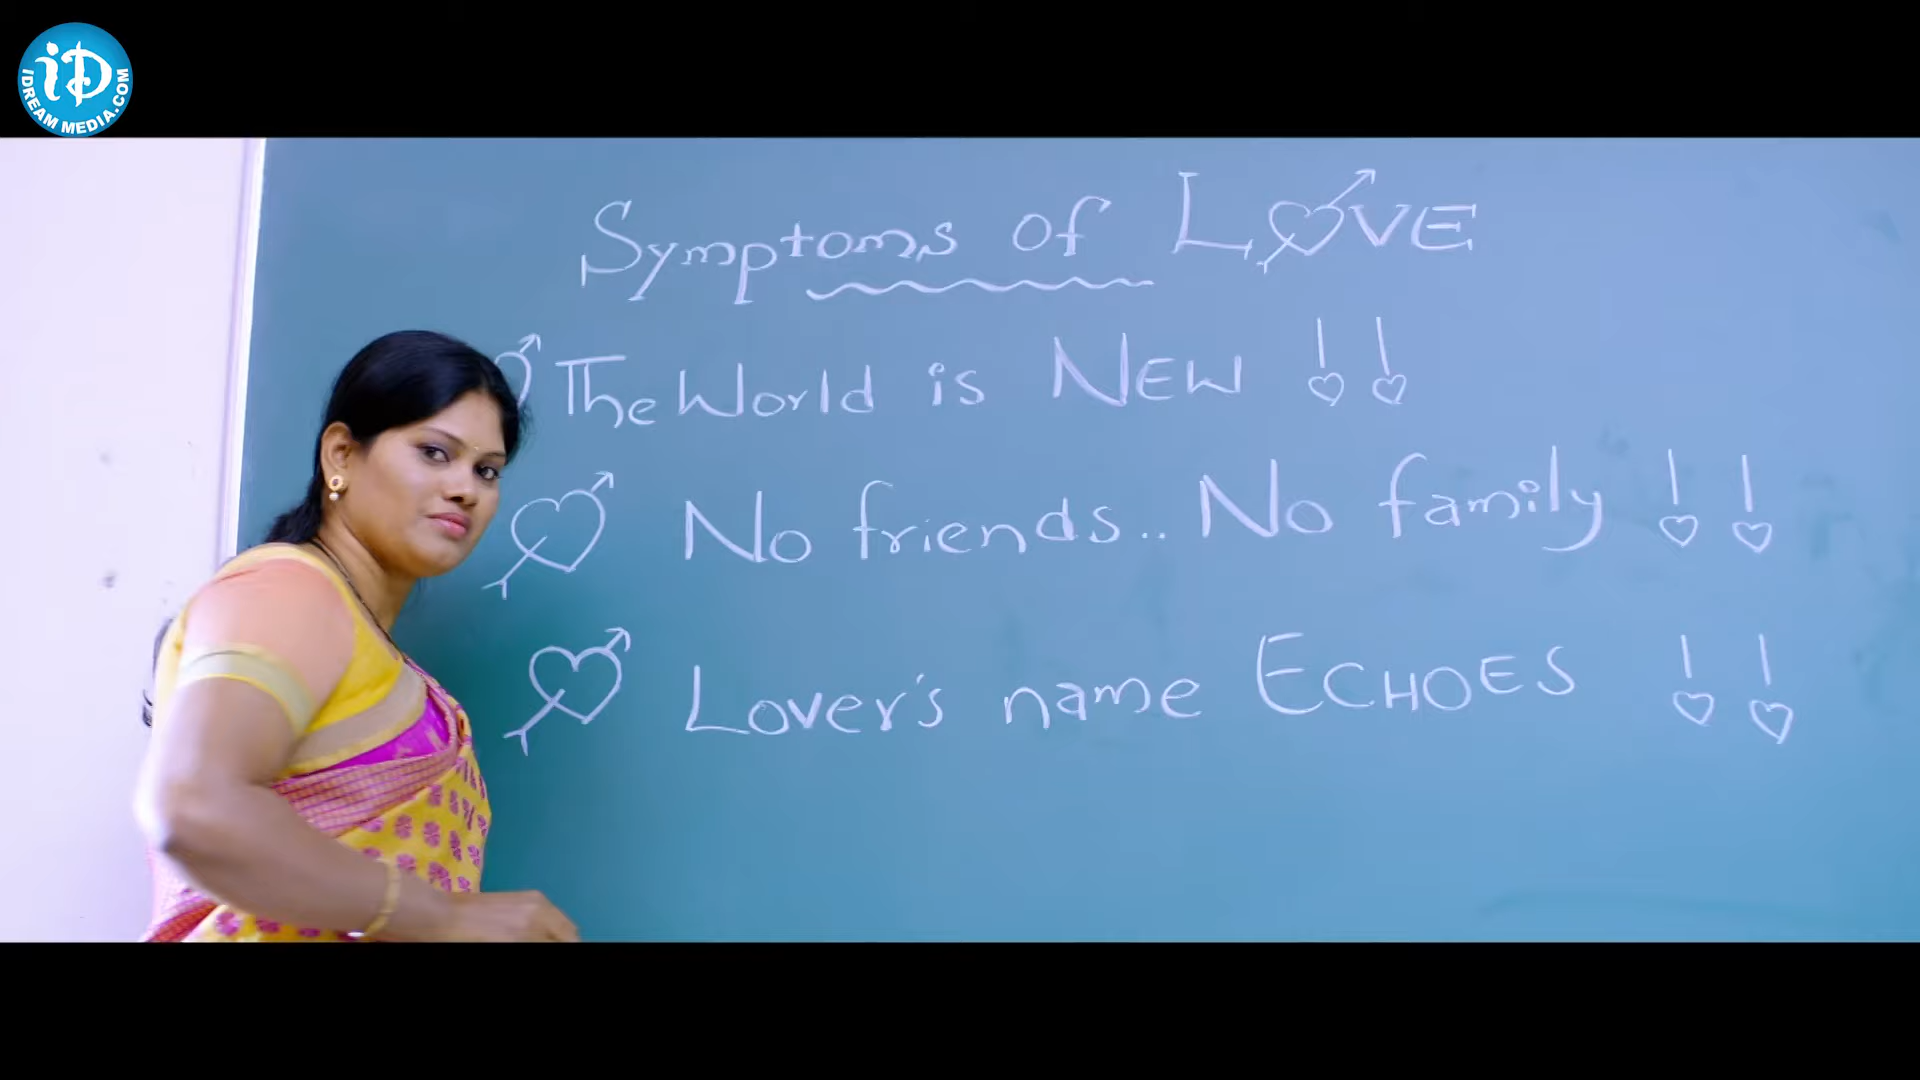 iD
IDREAM MEDIA.COM
Symptoms of LOVE
The World is NEW !!
No friends.. No family !!
Lover's name ECHOES !!